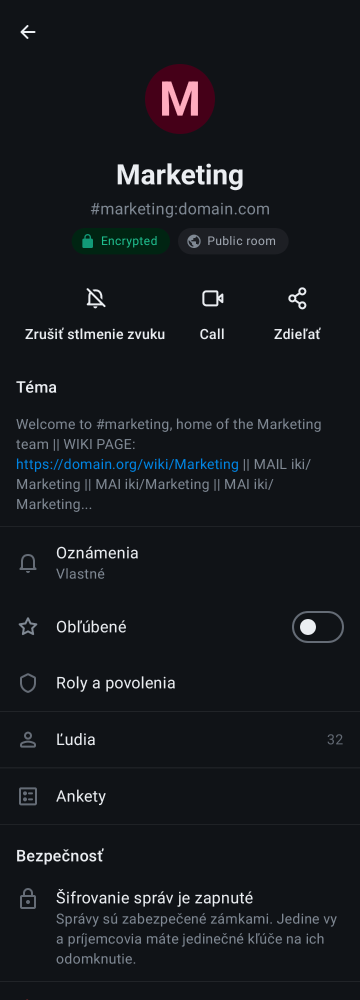 M
Marketing
#marketing:domain.com
Encrypted
Public room
Zrušiť stlmenie zvuku
Call
Zdieľať
Téma
Welcome to #marketing, home of the Marketing
team || WIKI PAGE:
https://domain.org/wiki/Marketing || MAIL iki/
Marketing || MAI iki/Marketing || MAI iki/
Marketing...
Oznámenia
Vlastné
Obľúbené
Roly a povolenia
Ľudia
32
Ankety
Bezpečnosť
Šifrovanie správ je zapnuté
Správy sú zabezpečené zámkami. Jedine vy
a príjemcovia máte jedinečné kľúče na ich
odomknutie.